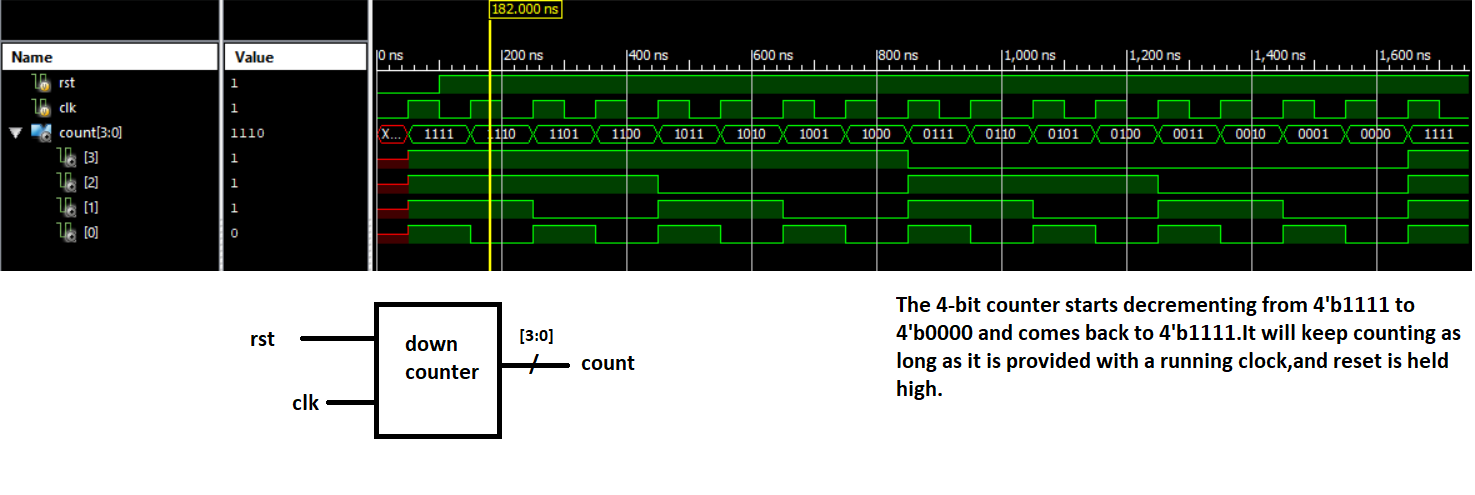 182.000 ns
Name
Value
0 ns
200 ns
400 ns
600 ns
800 ns
1,000 ns
1,200 ns
1,400 ns
1,600 ns
rst
1
clk
1
count[3:0]
1110
X...
1111
1110
1101
1100
1011
1010
1001
1000
0111
0110
0101
0100
0011
0010
0001
0000
1111
[3]
1
[2]
1
[1]
1
[0]
0
rst
clk
down
counter
[3:0]
count
The 4-bit counter starts decrementing from 4'b1111 to
4'b0000 and comes back to 4'b1111.It will keep counting as
long as it is provided with a running clock,and reset is held
high.